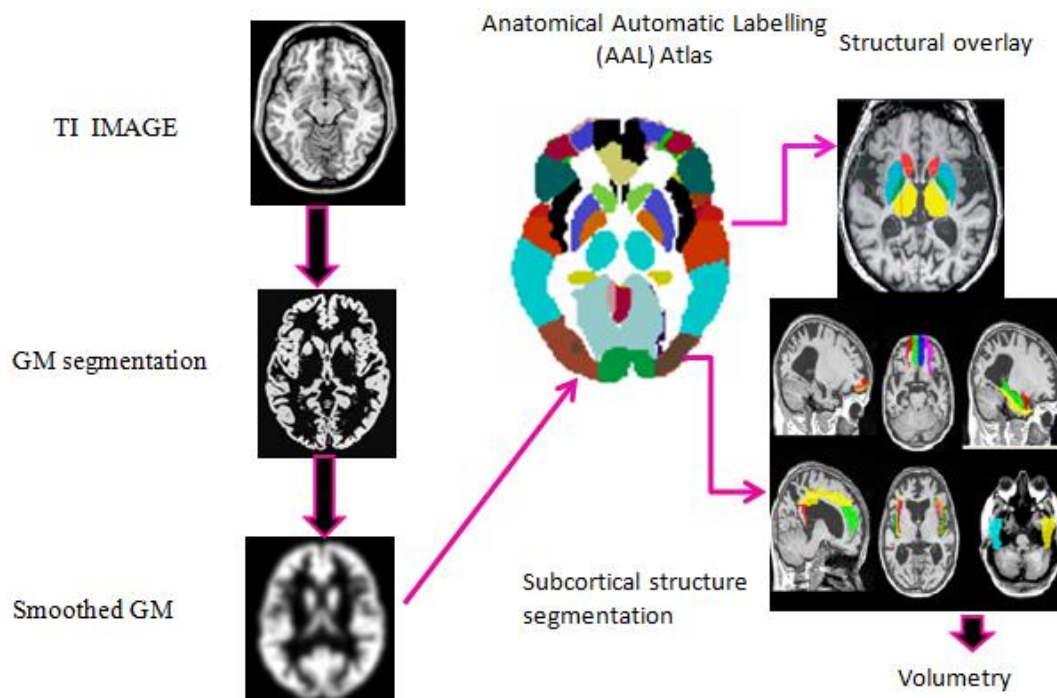 TI IMAGE
GM segmentation
Smoothed GM
Anatomical Automatic Labelling
(AAL) Atlas
Structural overlay
Subcortical structure
segmentation
Volumetry